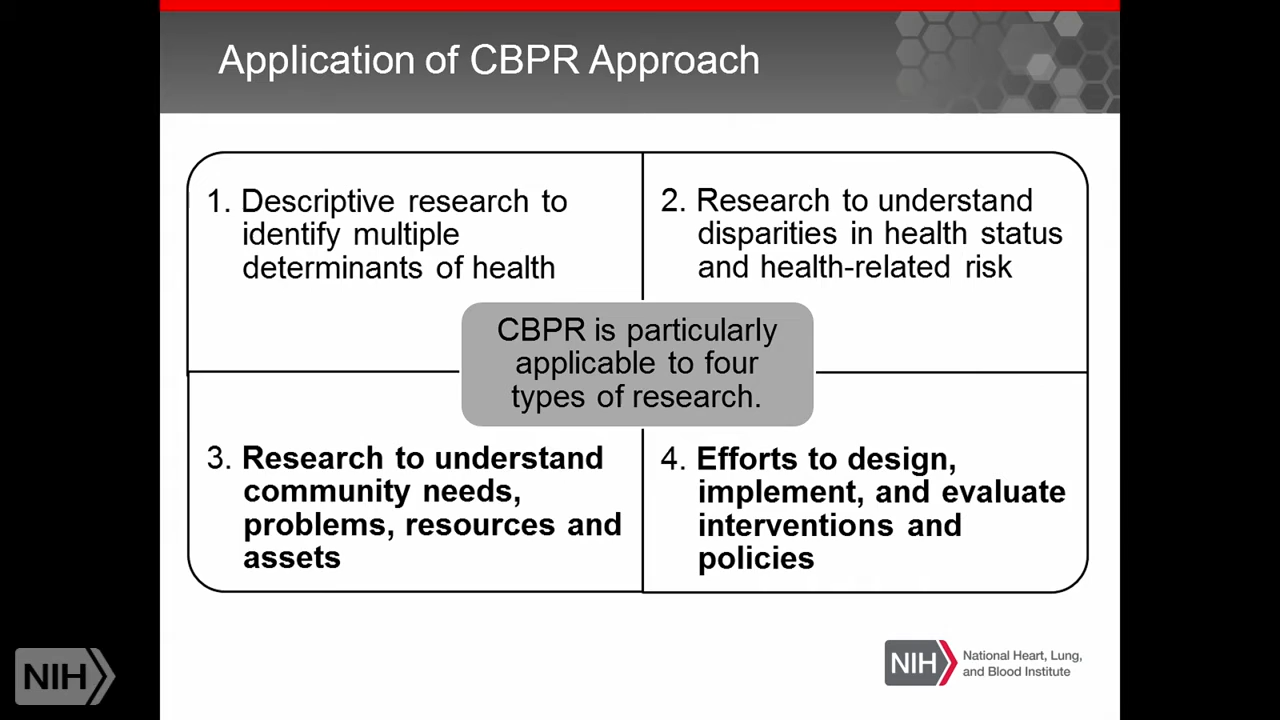 Application of CBPR Approach
1. Descriptive research to
identify multiple
determinants of health
2. Research to understand
disparities in health status
and health-related risk
CBPR is particularly
applicable to four
types of research.
3. Research to understand
community needs,
problems, resources and
assets
4. Efforts to design,
implement, and evaluate
interventions and
policies
NIH
National Heart, Lung,
and Blood Institute
NIH